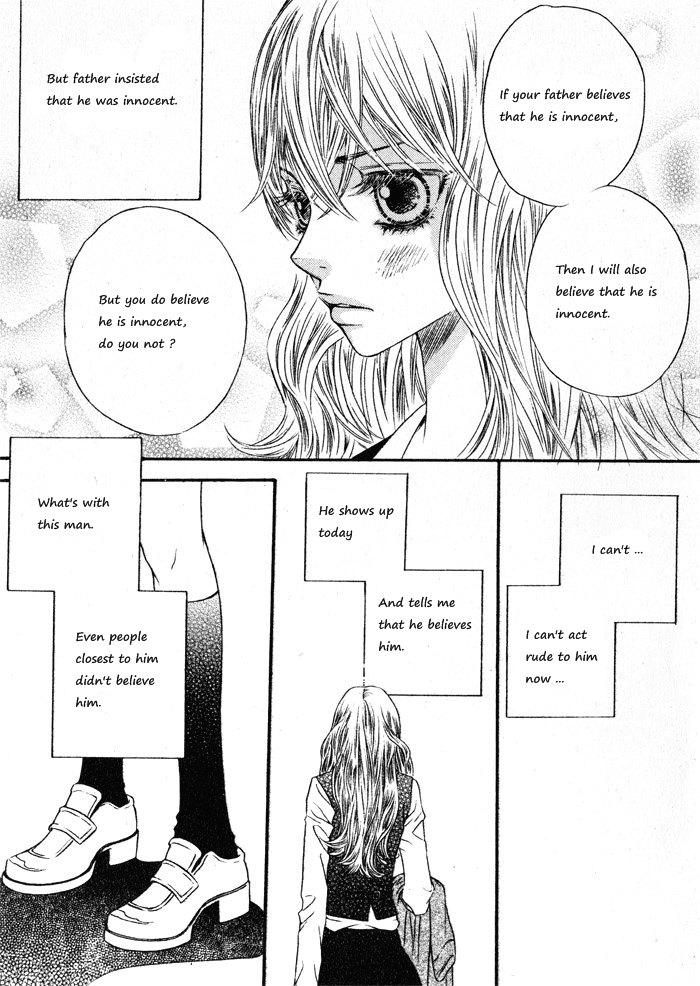 But father insisted
that he was innocent.
If your father believes
that he is innocent,
Then I will also
believe that he is
innocent.
But you do believe
he is innocent,
do you not ?
What's with
this man.
Even people
closest to him
didn't believe
him.
He shows up
today
And tells me
that he believes
him.
I can't ...
I can't act
rude to him
now ...